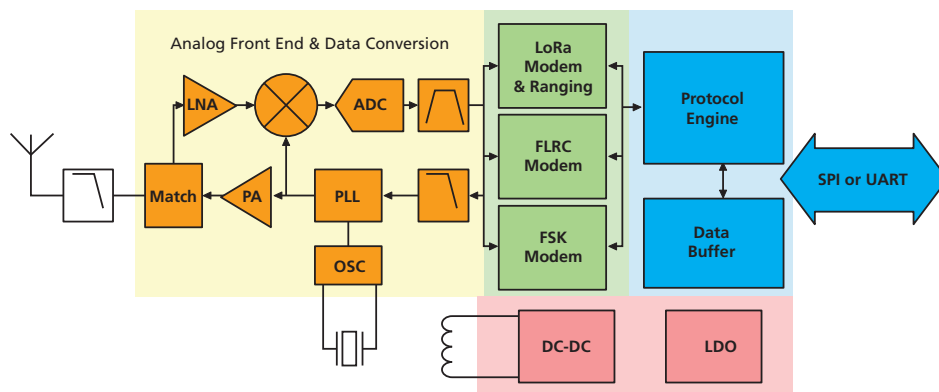 Analog Front End & Data Conversion
LNA
ADC
LoRa
Modem
& Ranging
Protocol
Engine
FLRC
Modem
Match
PA
PLL
SPI or UART
OSC
FSK
Modem
Data
Buffer
DC-DC
LDO